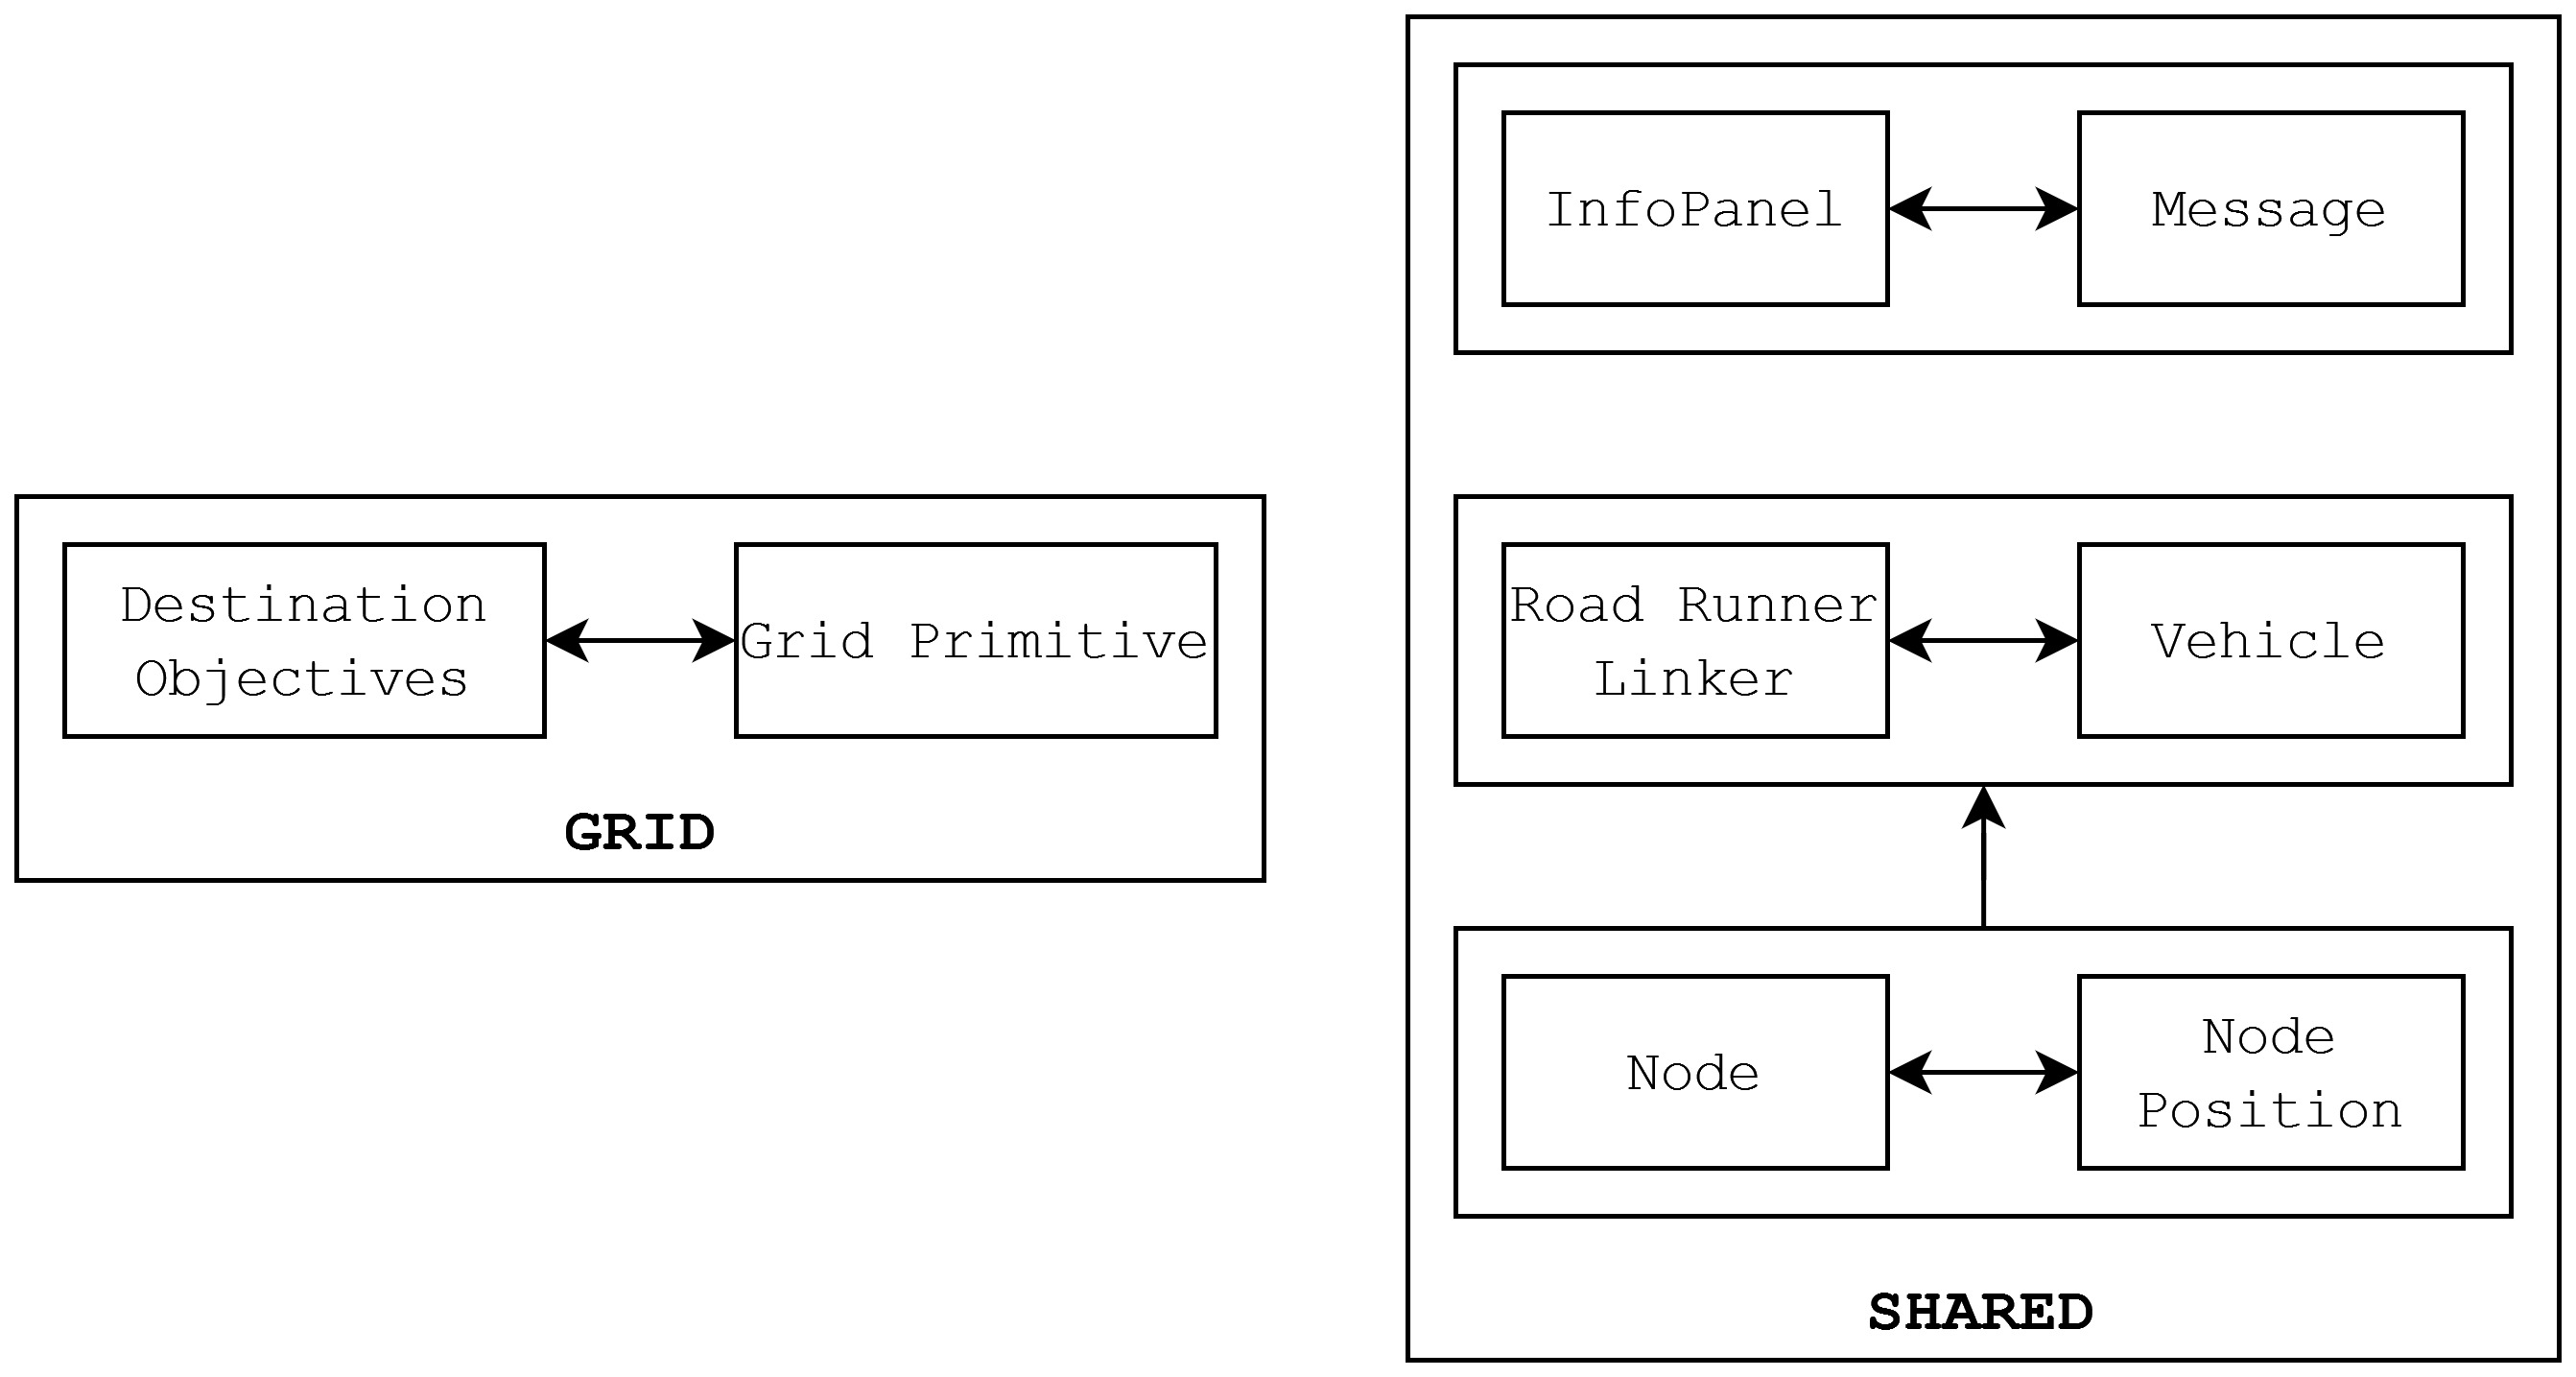 Destination
Objectives
Grid Primitive
GRID
InfoPanel
Message
Road Runner
Linker
Vehicle
Node
Node
Position
SHARED